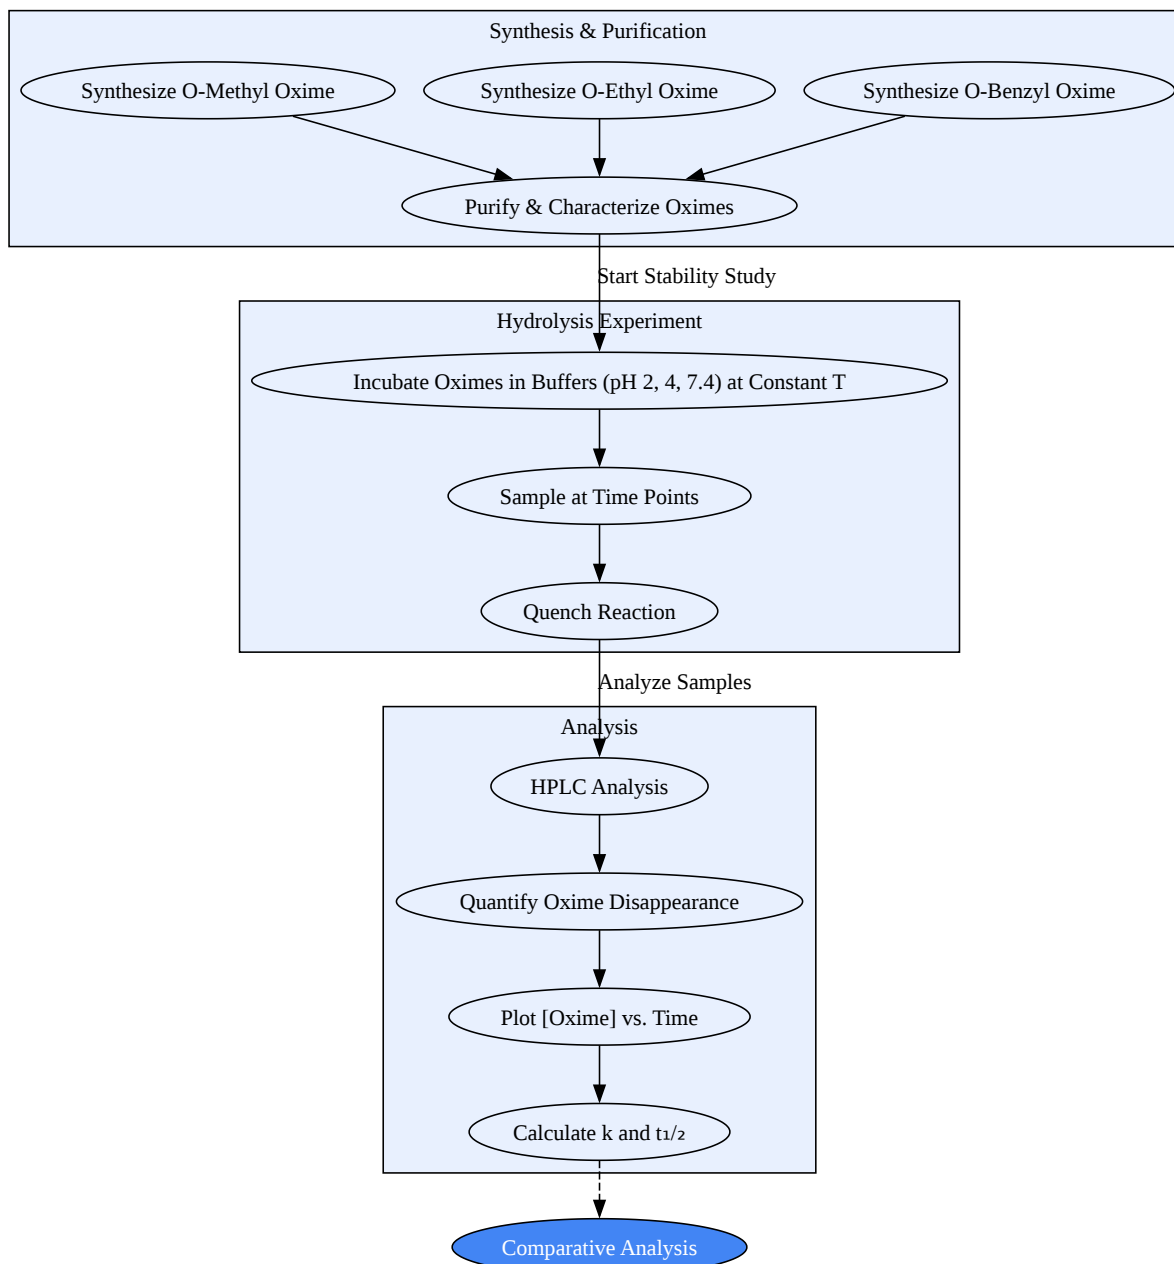 Synthesis & Purification
Synthesize O-Methyl Oxime
Synthesize O-Ethyl Oxime
Synthesize O-Benzyl Oxime
Purify & Characterize Oximes
Start Stability Study
Hydrolysis Experiment
Incubate Oximes in Buffers (pH 2, 4, 7.4) at Constant T
Sample at Time Points
Quench Reaction
Analyze Samples
Analysis
HPLC Analysis
Quantify Oxime Disappearance
Plot [Oxime] vs. Time
Calculate k and t₁/₂
Comparative Analysis